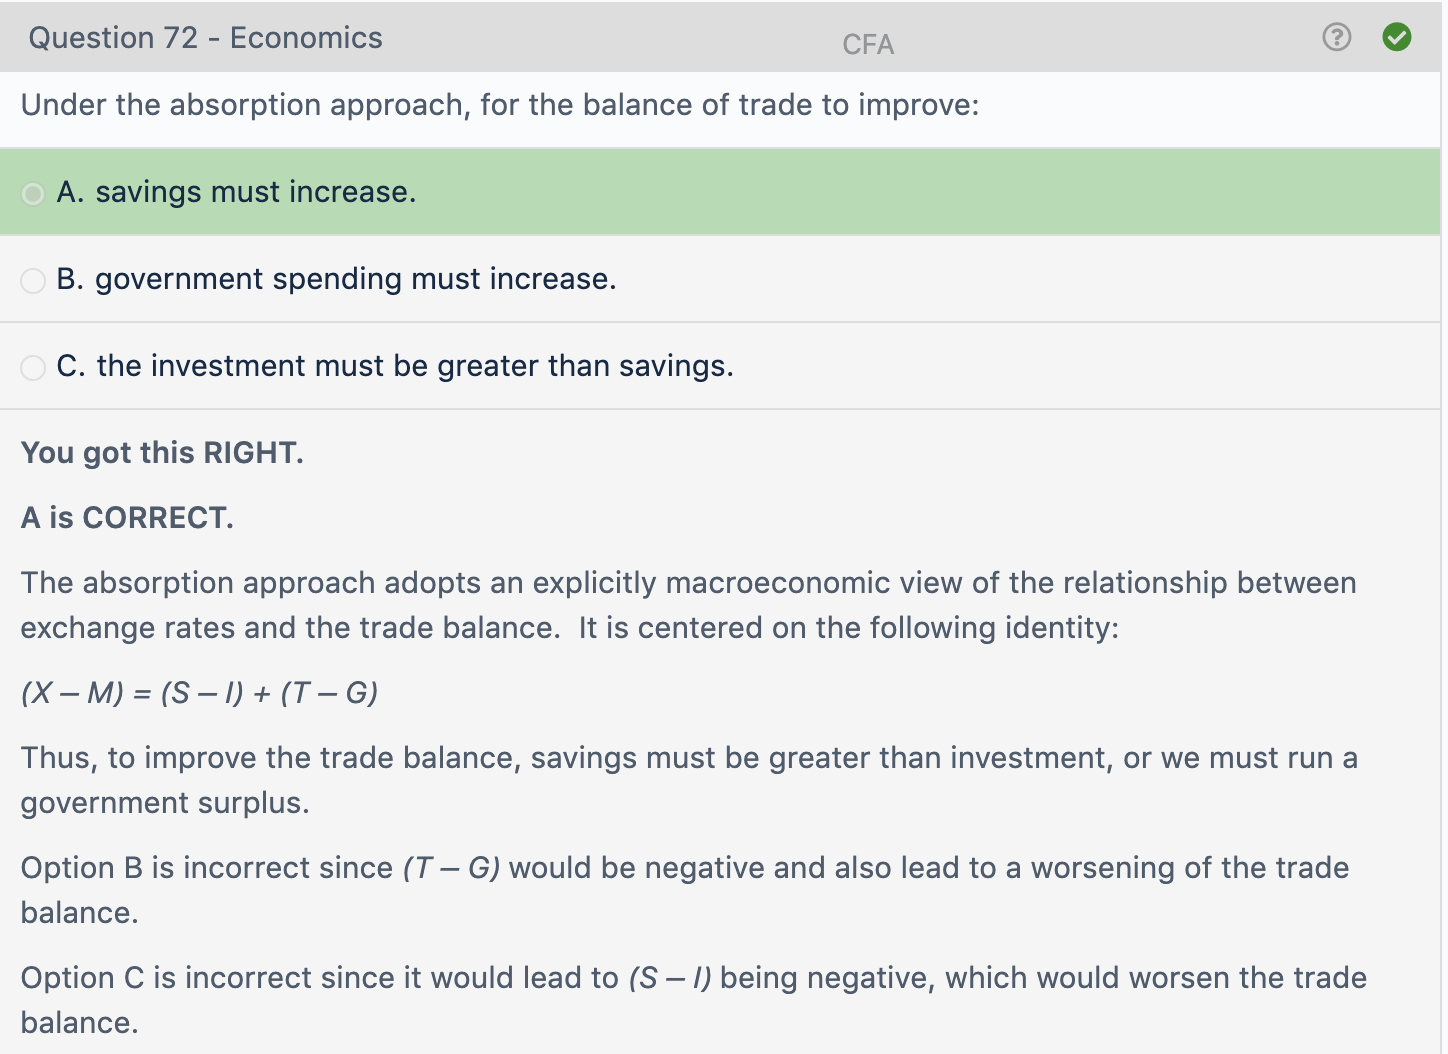 Question 72 - Economics
CFA
Under the absorption approach, for the balance of trade to improve:
A. savings must increase.
B. government spending must increase.
C. the investment must be greater than savings.
You got this RIGHT.
A is CORRECT.
The absorption approach adopts an explicitly macroeconomic view of the relationship between
exchange rates and the trade balance.  It is centered on the following identity:
(X – M) = (S – I) + (T – G)
Thus, to improve the trade balance, savings must be greater than investment, or we must run a
government surplus.
Option B is incorrect since (T – G) would be negative and also lead to a worsening of the trade
balance.
Option C is incorrect since it would lead to (S – I) being negative, which would worsen the trade
balance.